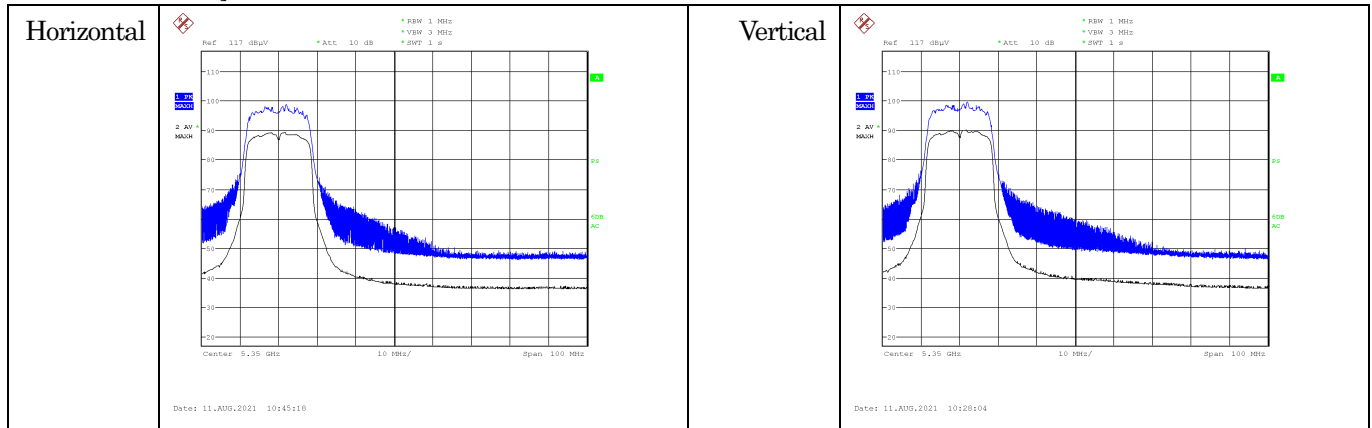 Horizontal
R S
* RBW 1 MHz
* VBW 3 MHz
Ref 117 dBµV * Att 10 dB * SWT 1 s
110
A
1 PK
MAXH
100
2 AV *
MAXH
90
80
PS
70
60
6DB
AC
50
40
30
20
Center 5.35 GHz 10 MHz/ Span 100 MHz
Date: 11.AUG.2021 10:45:18
Vertical
R S
* RBW 1 MHz
* VBW 3 MHz
Ref 117 dBµV * Att 10 dB * SWT 1 s
110
A
1 PK
MAXH
100
2 AV *
MAXH
90
80
PS
70
60
6DB
AC
50
40
30
20
Center 5.35 GHz 10 MHz/ Span 100 MHz
Date: 11.AUG.2021 10:28:04